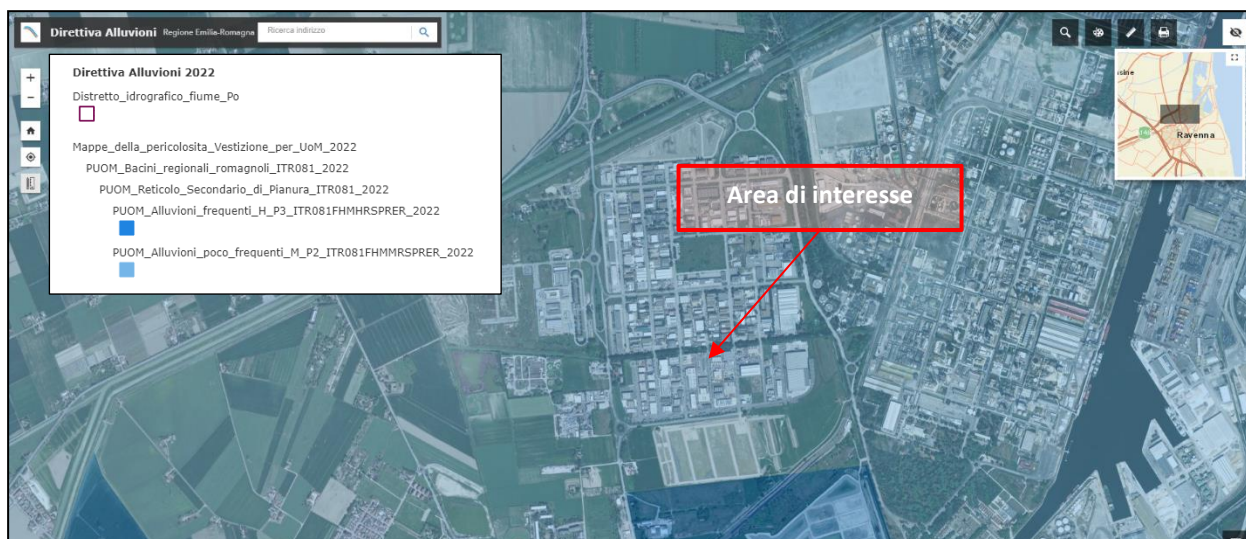 Direttiva Alluvioni Regione Emilia-Romagna Ricerca indirizzo
Direttiva Alluvioni 2022
Distretto_idrografico_fiume_Po
Mappe_della_pericolosita_Vestizione_per_UoM_2022
PUOM_Bacini_regionali_romagnoli_ITR081_2022
PUOM_Reticolo_Secondario_di_Pianura_ITR081_2022
PUOM_Alluvioni_frequenti_H_P3_ITR081FHMHRSPRER_2022
PUOM_Alluvioni_poco_frequenti_M_P2_ITR081FHMMRSPRER_2022
Area di interesse
Ravenna